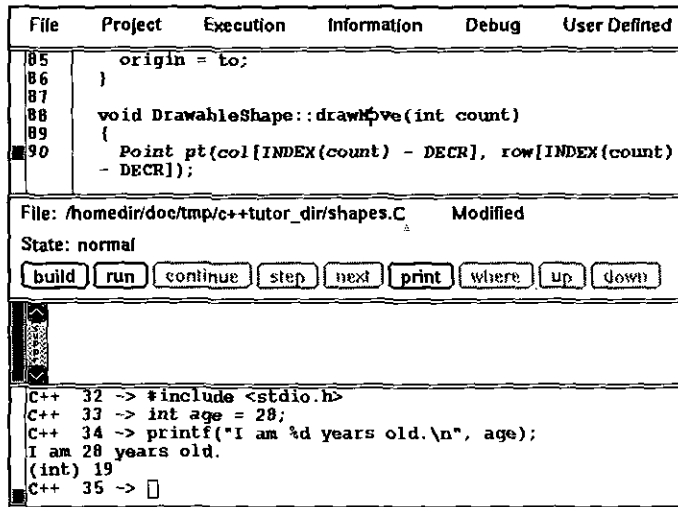 File Project Execution Information Debug User Defined
85 origin = to;
86 }
87
88 void DrawableShape::drawMove(int count)
89 {
90 Point pt(col[INDEX(count) - DECR], row[INDEX(count)
- DECR]);
File: /homedir/doc/tmp/c++tutor_dir/shapes.C Modified
State: normal
build run continue step next print where up down
C++ 32 -> #include <stdio.h>
C++ 33 -> int age = 28;
C++ 34 -> printf("I am %d years old.\n", age);
I am 28 years old.
(int) 19
C++ 35 ->